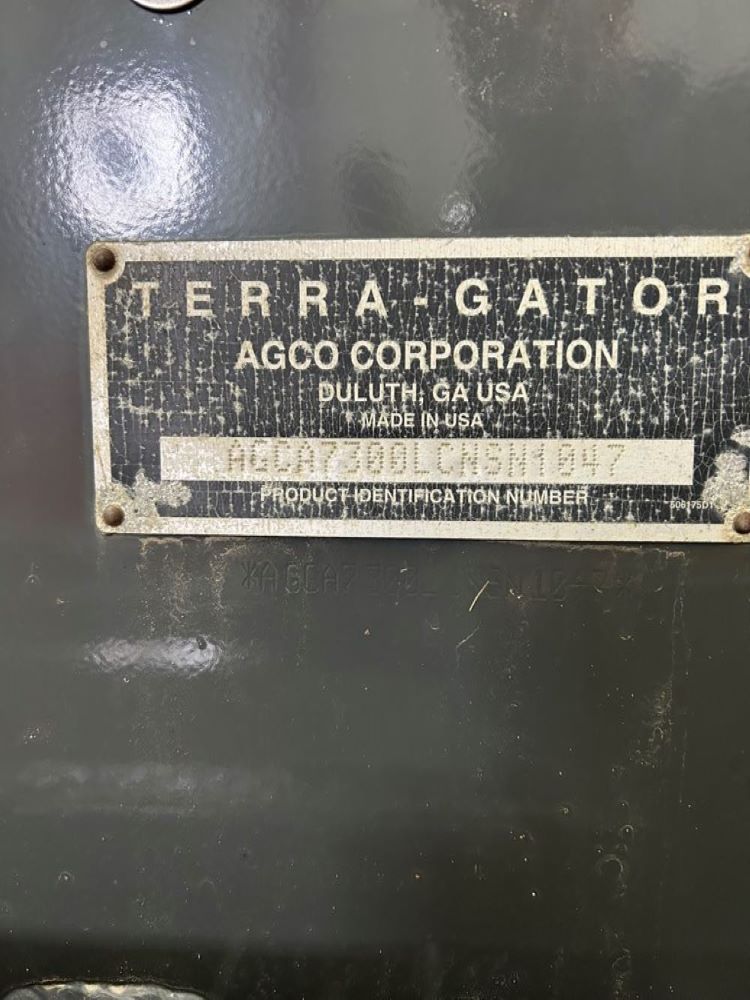 TERRA-GATOR
AGCO CORPORATION
DULUTH, GA USA
MADE IN USA
AGCA7300LCNSN1047
PRODUCT IDENTIFICATION NUMBER